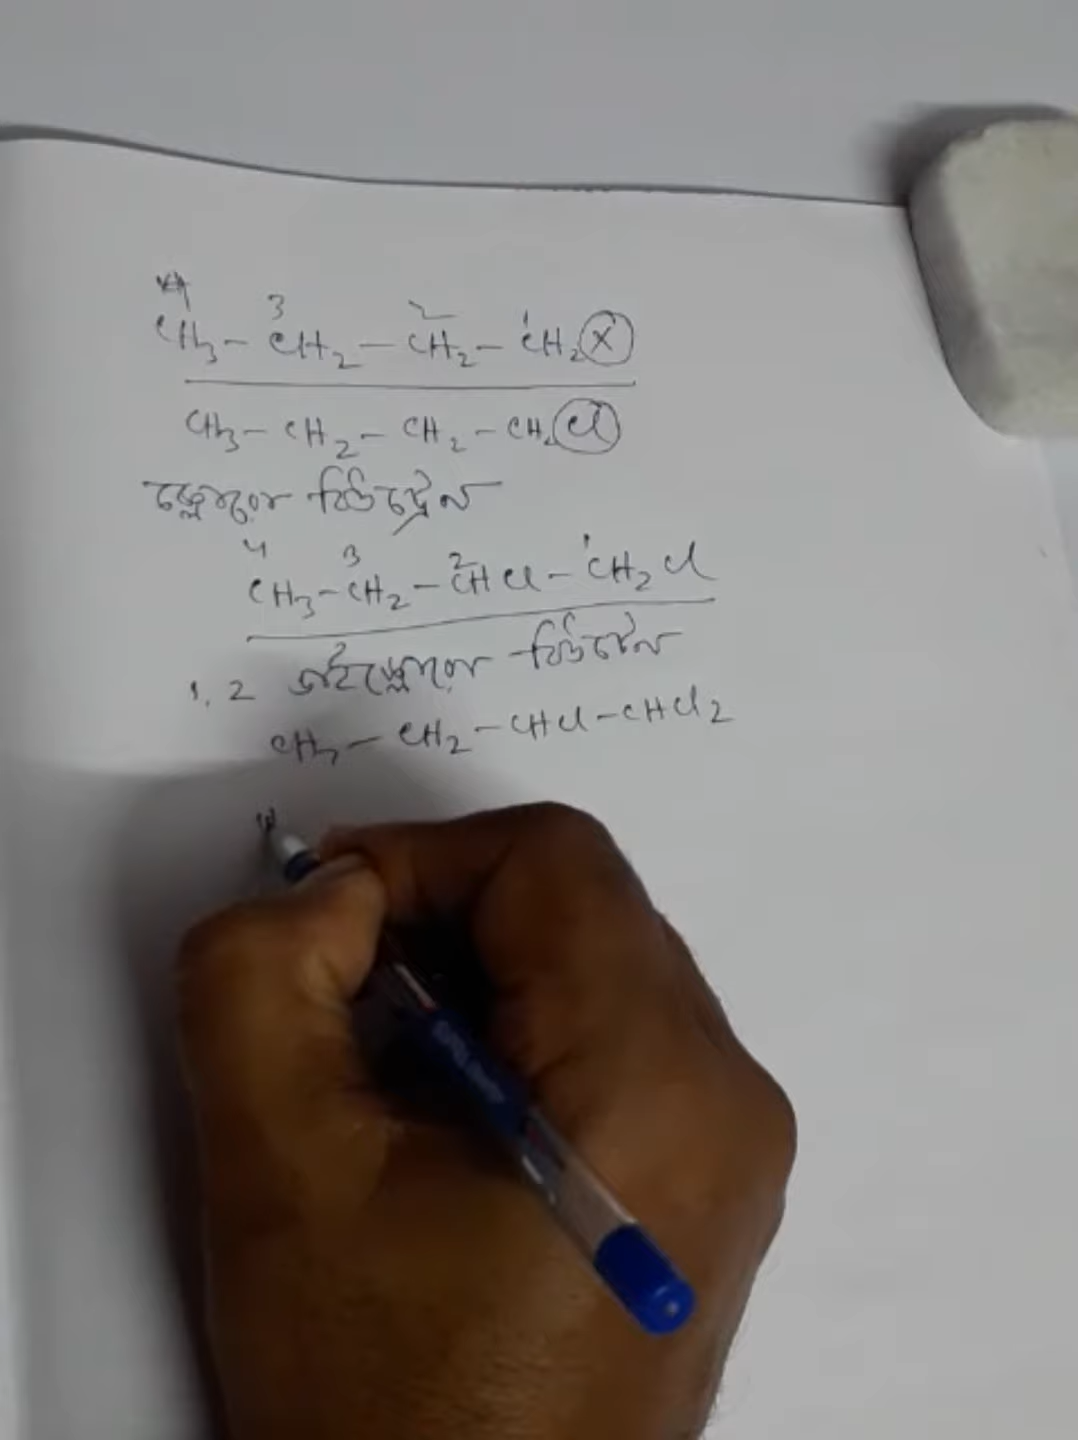 4 3 2 1
CH₃ – CH₂ – CH₂ – CH₂ X
CH₃ – CH₂ – CH₂ – CH₂ Cl
ক্লোরো বিউট্রেন
4 3 2 1
CH₃ – CH₂ – CHCl – CH₂Cl
1, 2 ডাইক্লোরো বিউটেন
CH₃ – CH₂ – CHCl – CHCl₂